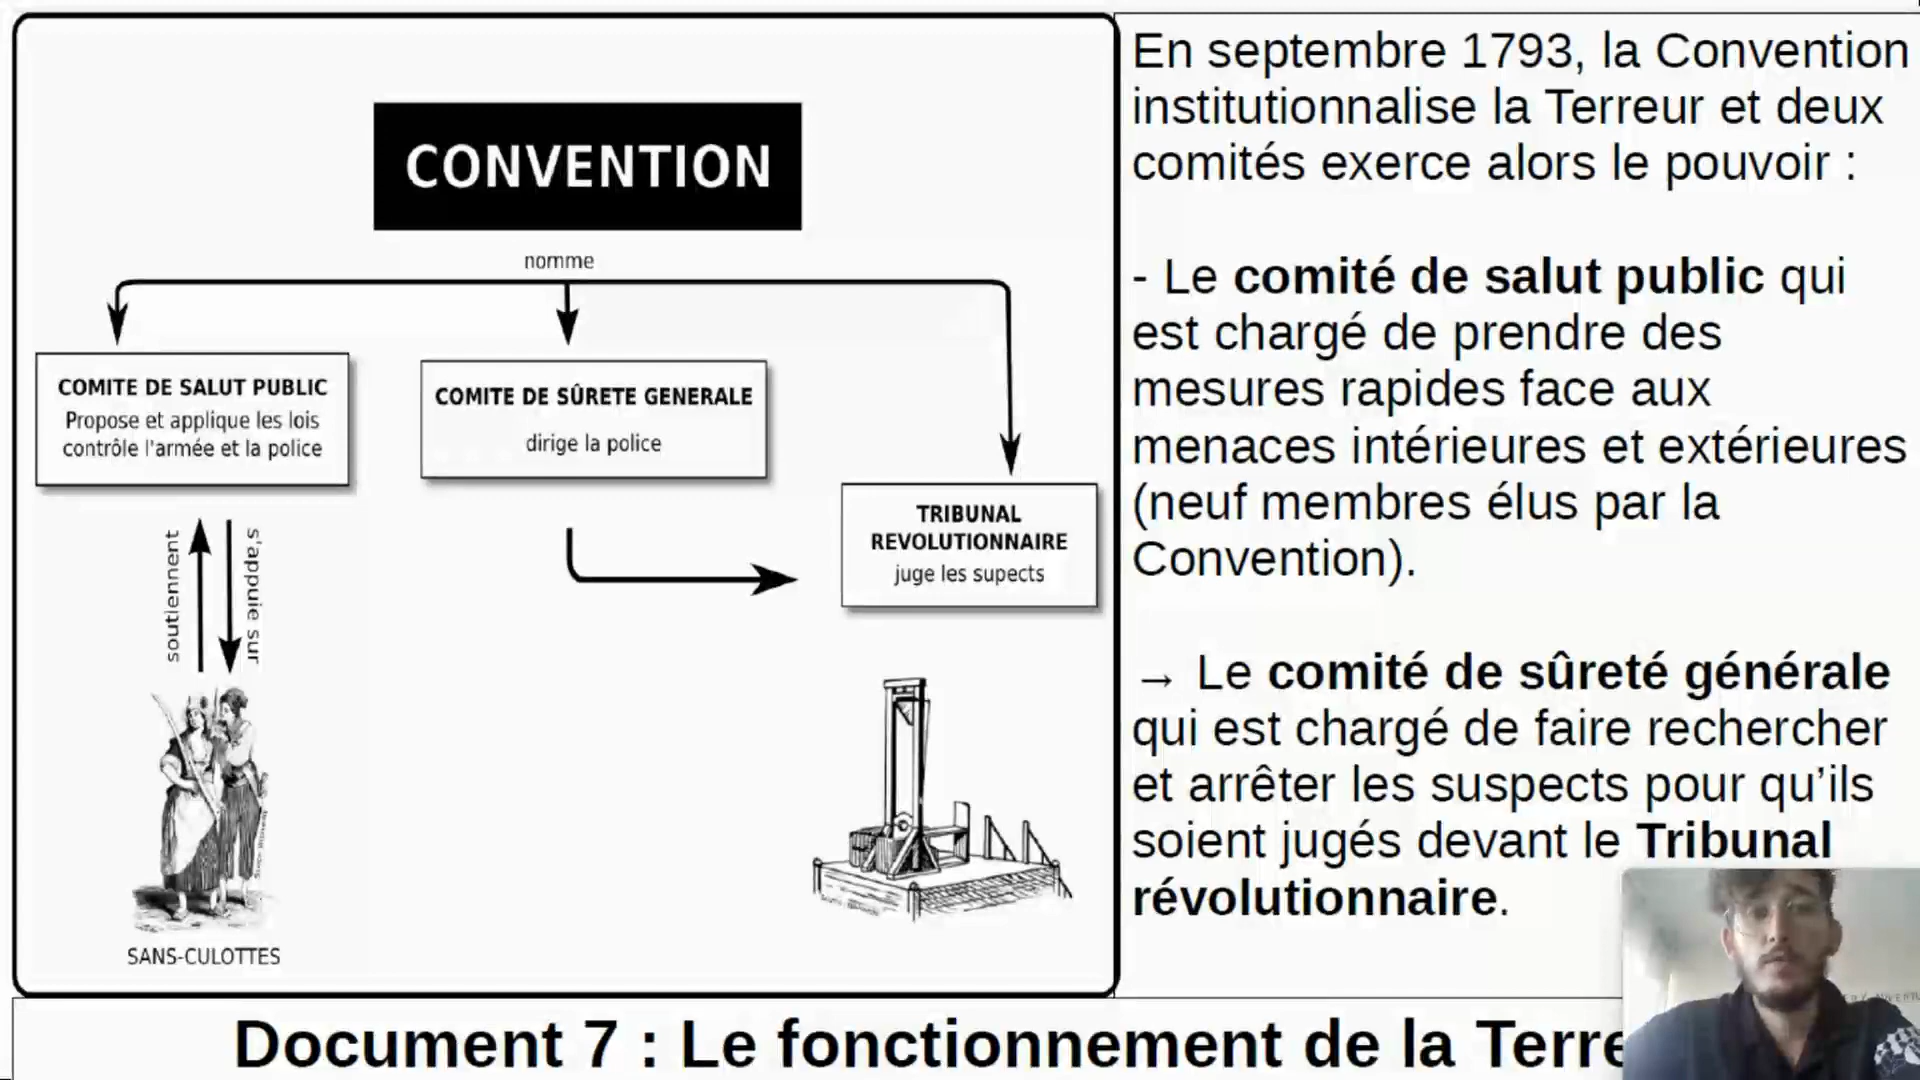 CONVENTION
nomme
COMITE DE SALUT PUBLIC
Propose et applique les lois
contrôle l'armée et la police
COMITE DE SÛRETE GENERALE
dirige la police
TRIBUNAL
REVOLUTIONNAIRE
juge les supects
soutiennent
s'appuie sur
SANS-CULOTTES
En septembre 1793, la Convention
institutionnalise la Terreur et deux
comités exerce alors le pouvoir :
- Le comité de salut public qui
est chargé de prendre des
mesures rapides face aux
menaces intérieures et extérieures
(neuf membres élus par la
Convention).
→ Le comité de sûreté générale
qui est chargé de faire rechercher
et arrêter les suspects pour qu’ils
soient jugés devant le Tribunal
révolutionnaire.
Document 7 : Le fonctionnement de la Terre